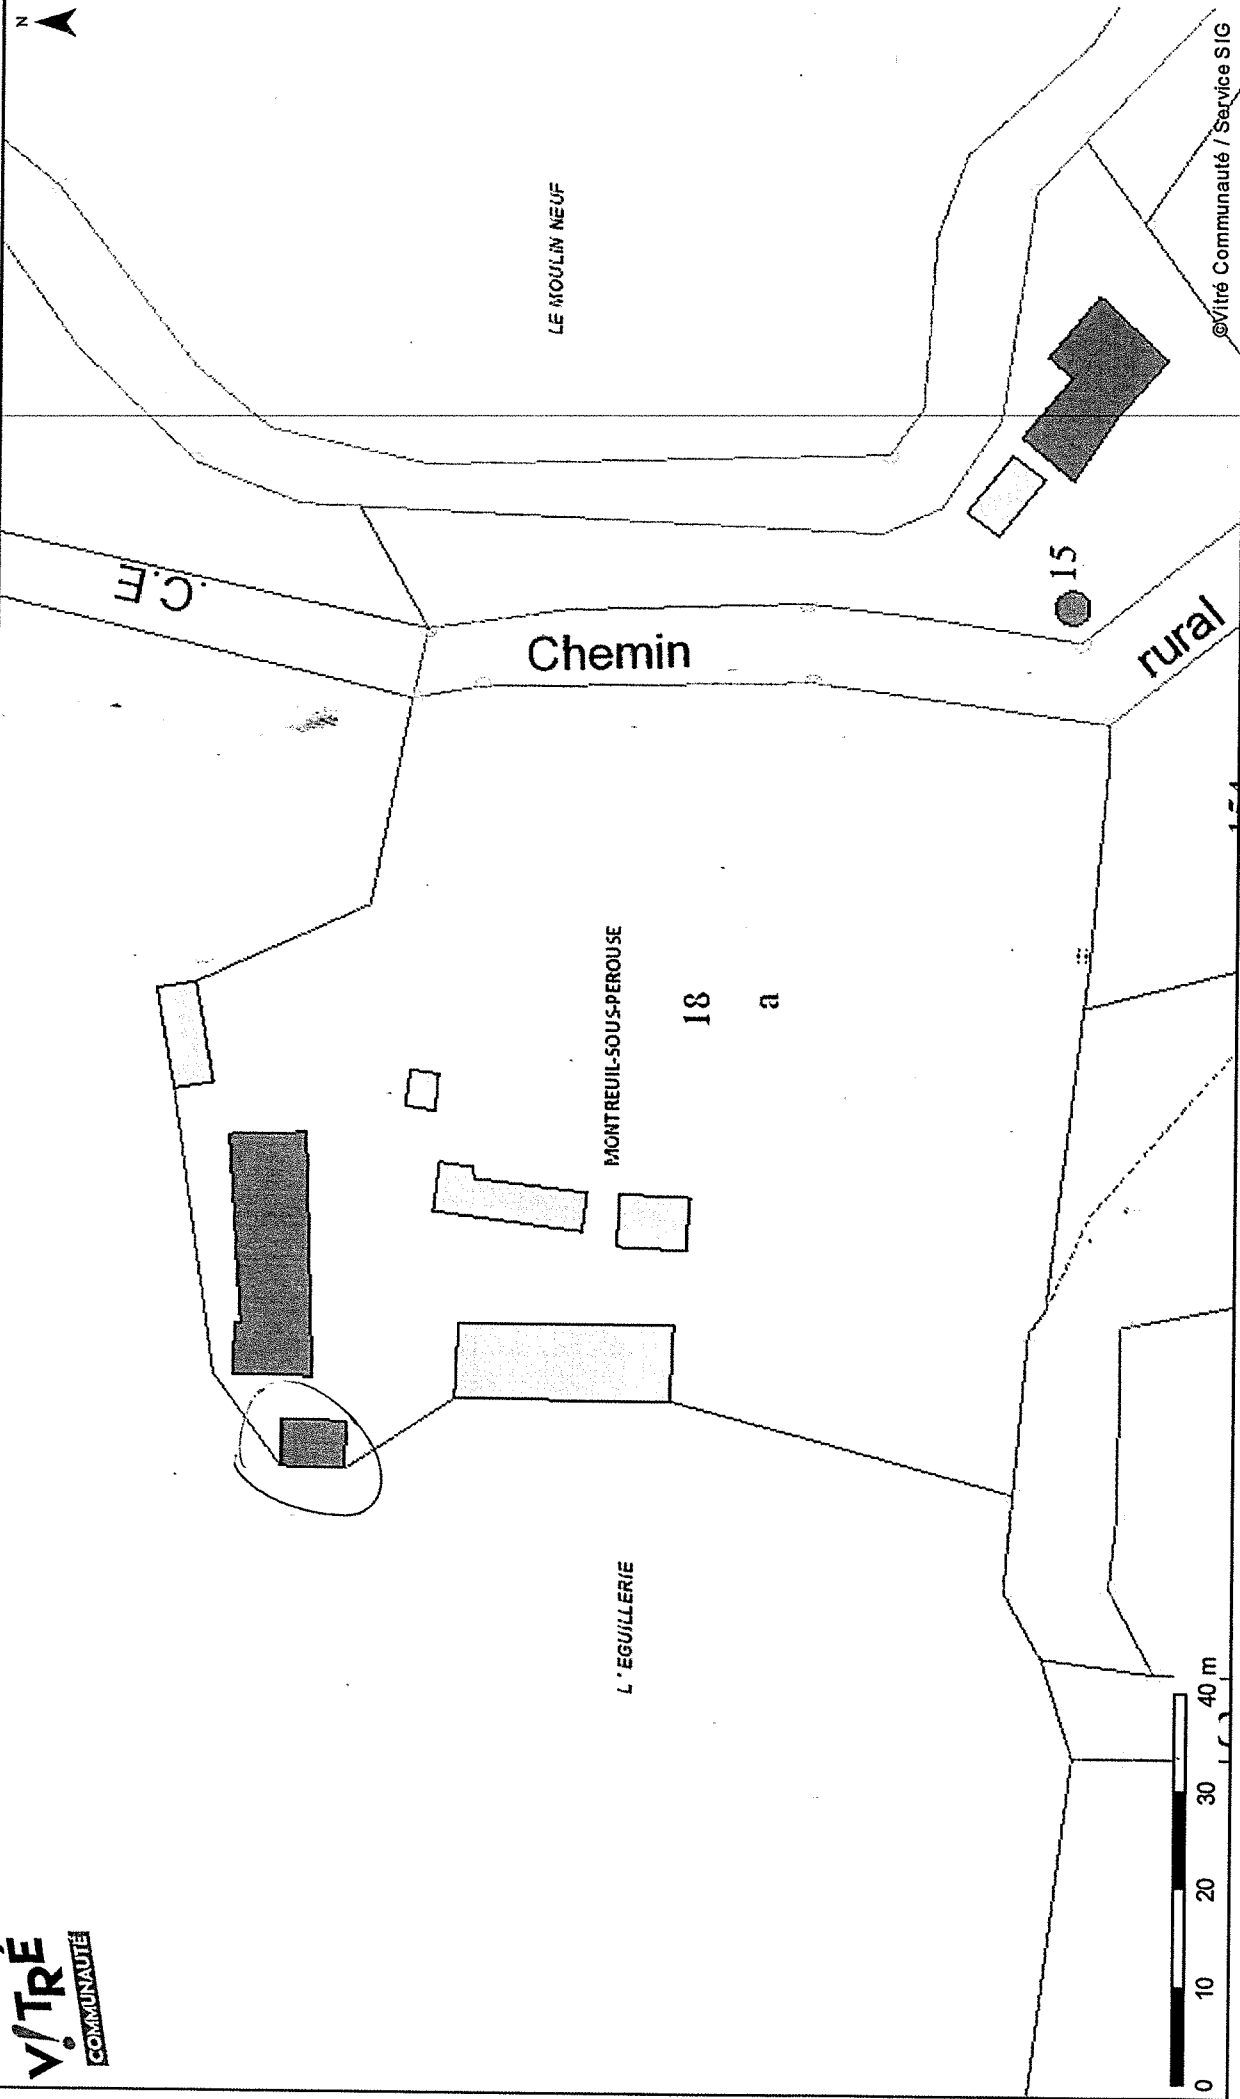 VITRÉ
COMMUNAUTÉ
N
C.E.
LE MOULIN NEUF
Chemin
MONTREUIL-SOUS-PEROUSE
18
a
L'EGUILLERIE
15
rural
0 10 20 30 40 m
©Vitré Communauté / Service SIG